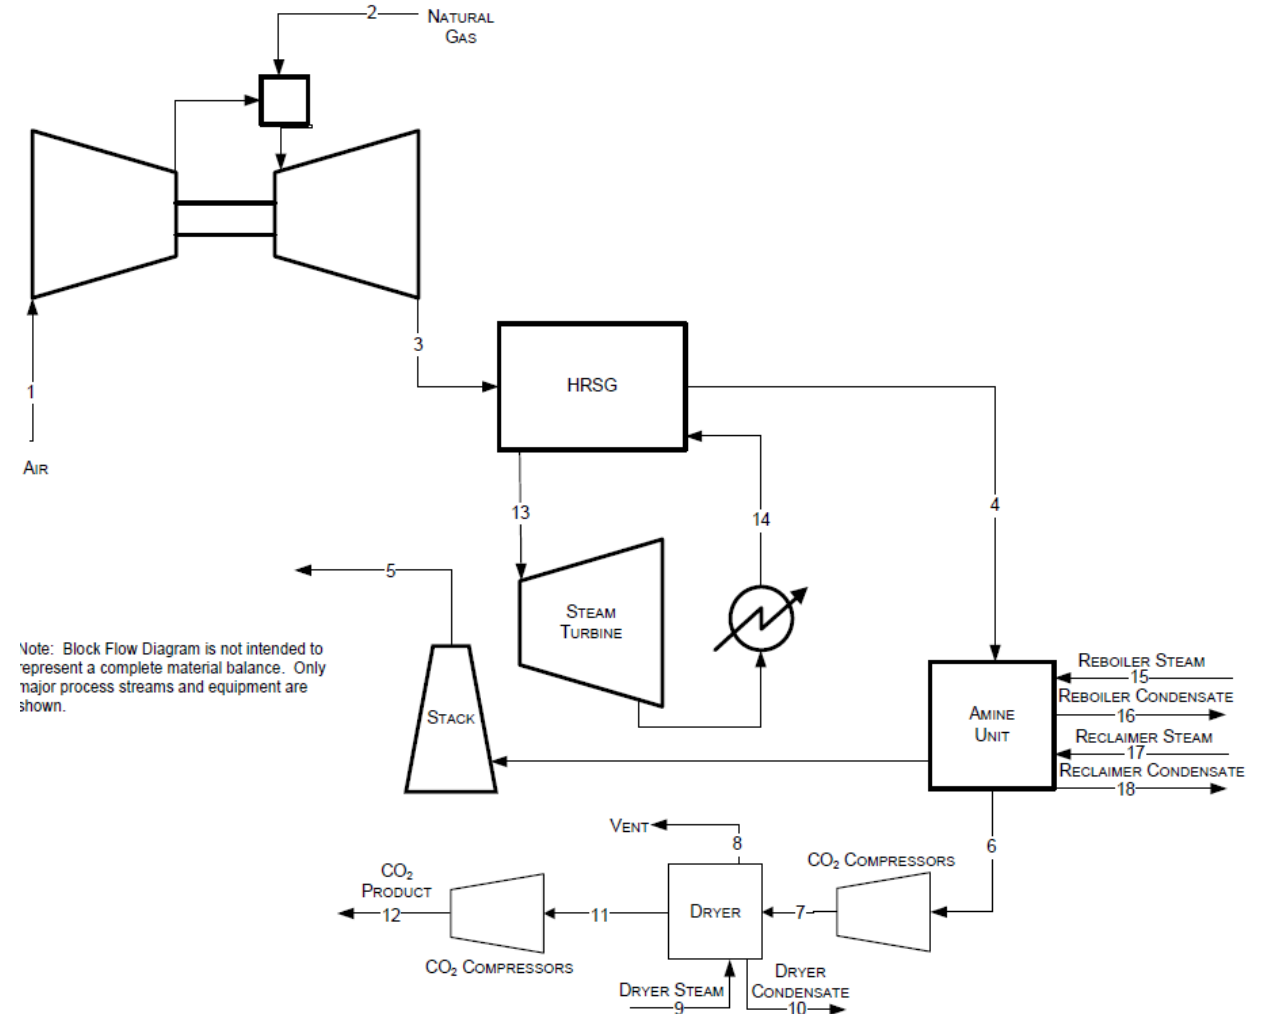 2
NATURAL
GAS
3
HRSG
1
AIR
13
14
4
5
STEAM
TURBINE
Note: Block Flow Diagram is not intended to
represent a complete material balance. Only
major process streams and equipment are
shown.
STACK
AMINE
UNIT
REBOILER STEAM
15
REBOILER CONDENSATE
16
RECLAIMER STEAM
17
RECLAIMER CONDENSATE
18
VENT
8
6
CO₂ COMPRESSORS
CO₂
PRODUCT
12
11
DRYER
7
CO₂ COMPRESSORS
DRYER STEAM
9
DRYER
CONDENSATE
10